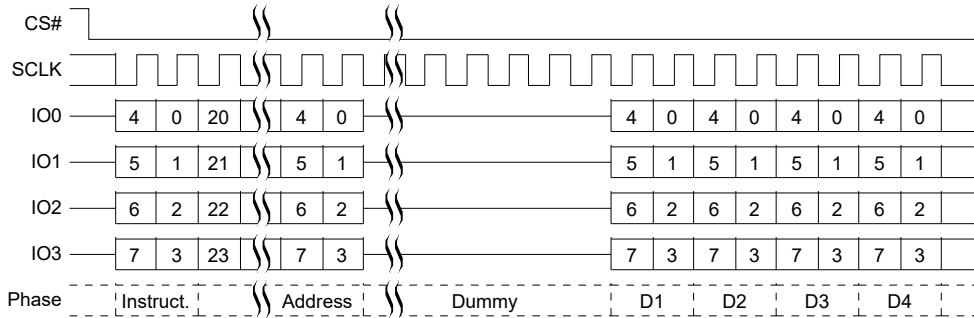 CS#
SCLK
IO0 4 0 20 4 0 4 0 4 0 4 0 4 0
IO1 5 1 21 5 1 5 1 5 1 5 1 5 1
IO2 6 2 22 6 2 6 2 6 2 6 2 6 2
IO3 7 3 23 7 3 7 3 7 3 7 3 7 3
Phase Instruct. Address Dummy D1 D2 D3 D4